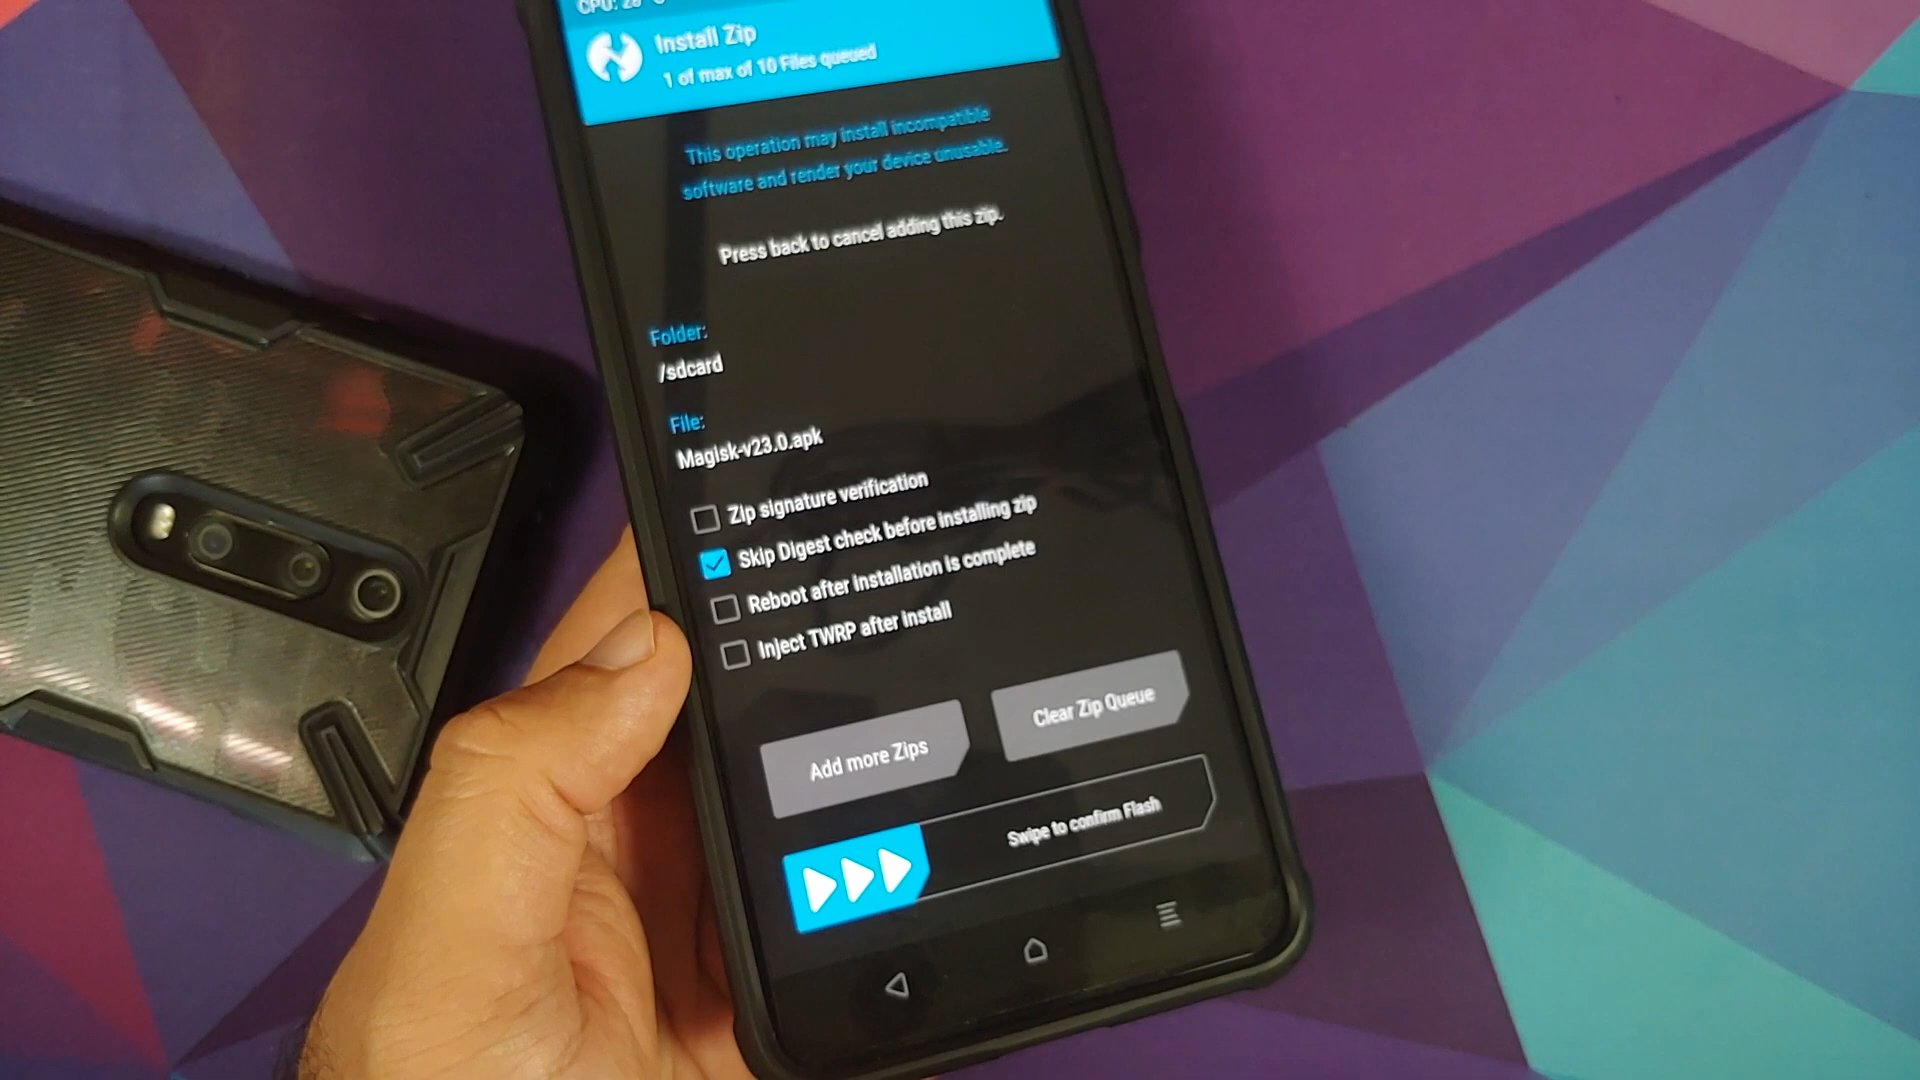 Install Zip
1 of max of 10 Files queued
This operation may install incompatible
software and render your device unusable.
Press back to cancel adding this zip.
Folder:
/sdcard
File:
Magisk-v23.0.apk
Zip signature verification
Skip Digest check before installing zip
Reboot after installation is complete
Inject TWRP after install
Add more Zips
Clear Zip Queue
Swipe to confirm Flash